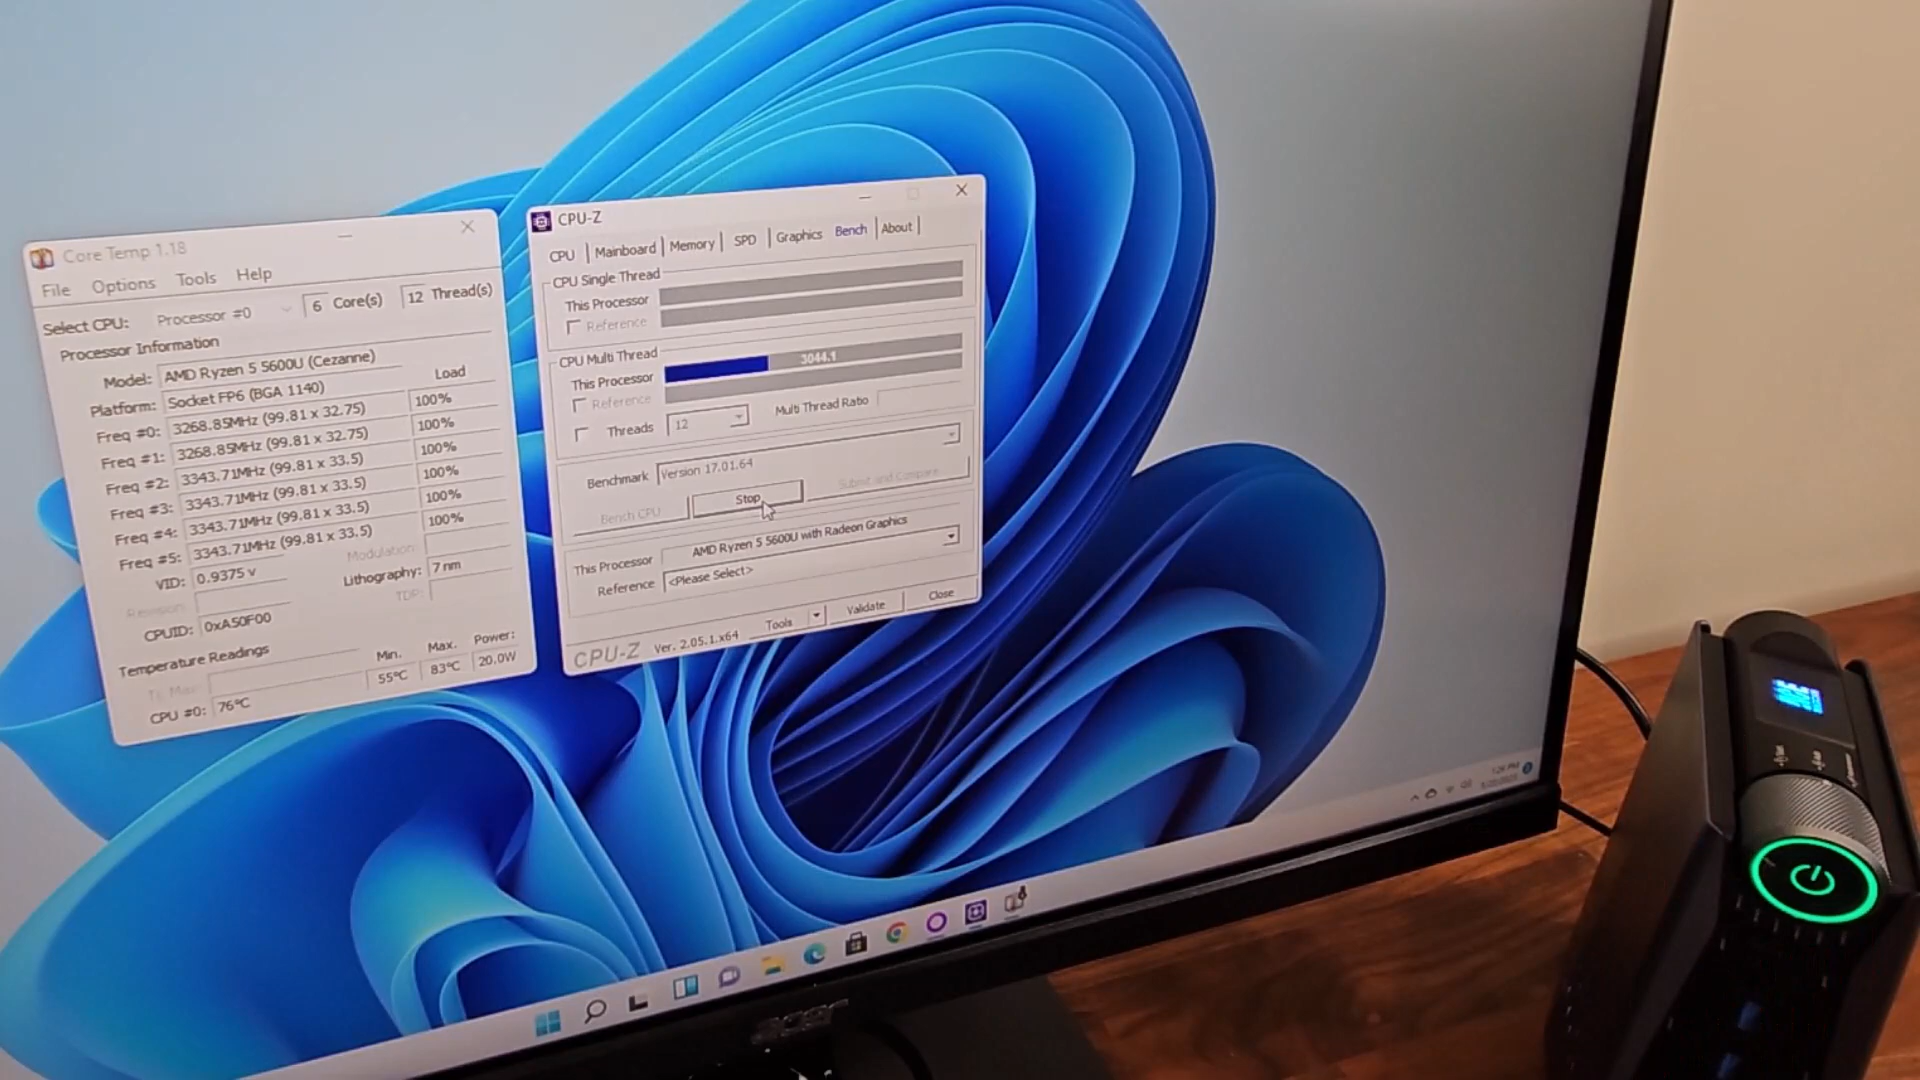 Core Temp 1.18
File Options Tools Help
Select CPU: Processor #0 6 Core(s) 12 Thread(s)
Processor Information
Model: AMD Ryzen 5 5600U (Cezanne)
Platform: Socket FP6 (BGA 1140) Load
Freq #0: 3268.85MHz (99.81 x 32.75) 100%
Freq #1: 3268.85MHz (99.81 x 32.75) 100%
Freq #2: 3343.71MHz (99.81 x 33.5) 100%
Freq #3: 3343.71MHz (99.81 x 33.5) 100%
Freq #4: 3343.71MHz (99.81 x 33.5) 100%
Freq #5: 3343.71MHz (99.81 x 33.5) 100%
VID: 0.9375 v Modulation:
Revision: Lithography: 7 nm
CPUID: 0xA50F00 TDP:
Temperature Readings
Min. Max. Power:
Tj. Max: 55°C 83°C 20.0W
CPU #0: 76°C
CPU-Z
CPU Mainboard Memory SPD Graphics Bench About
CPU Single Thread
This Processor
Reference
CPU Multi Thread
This Processor 3044.1
Reference
Threads 12 Multi Thread Ratio
Benchmark Version 17.01.64
Bench CPU Stop Submit and Compare
This Processor AMD Ryzen 5 5600U with Radeon Graphics
Reference <Please Select>
CPU-Z Ver. 2.05.1.x64 Tools Validate Close
acer